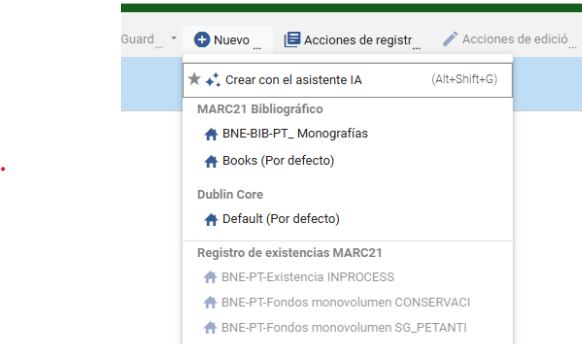 Guard... Nuevo ... Acciones de registr... Acciones de edició...
Crear con el asistente IA (Alt+Shift+G)
MARC21 Bibliográfico
BNE-BIB-PT_ Monografías
Books (Por defecto)
Dublin Core
Default (Por defecto)
Registro de existencias MARC21
BNE-PT-Existencia INPROCESS
BNE-PT-Fondos monovolumen CONSERVACI
BNE-PT-Fondos monovolumen SG_PETANTI